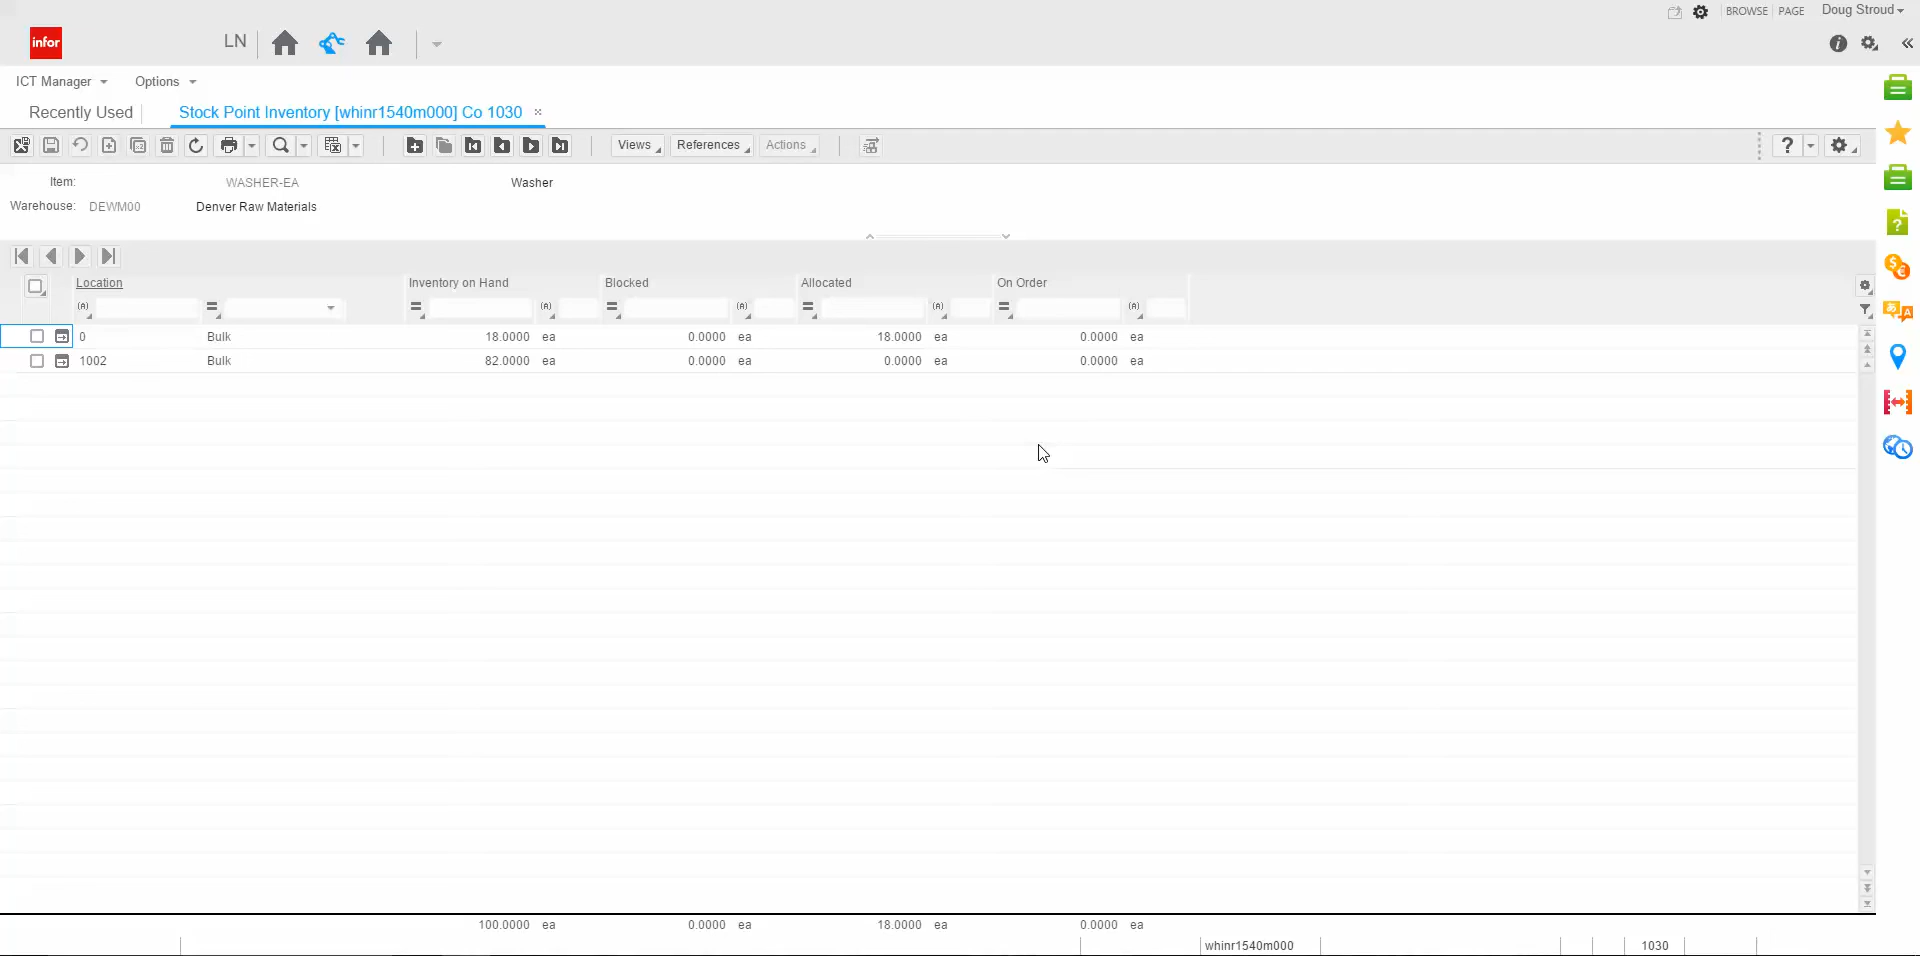 BROWSE PAGE Doug Stroud
infor LN
ICT Manager Options
Recently Used Stock Point Inventory [whinr1540m000] Co 1030 ×
Views References Actions ?
Item: WASHER-EA Washer
Warehouse: DEWM00 Denver Raw Materials
Location Inventory on Hand Blocked Allocated On Order
0 Bulk 18.0000 ea 0.0000 ea 18.0000 ea 0.0000 ea
1002 Bulk 82.0000 ea 0.0000 ea 0.0000 ea 0.0000 ea
100.0000 ea 0.0000 ea 18.0000 ea 0.0000 ea
whinr1540m000 1030